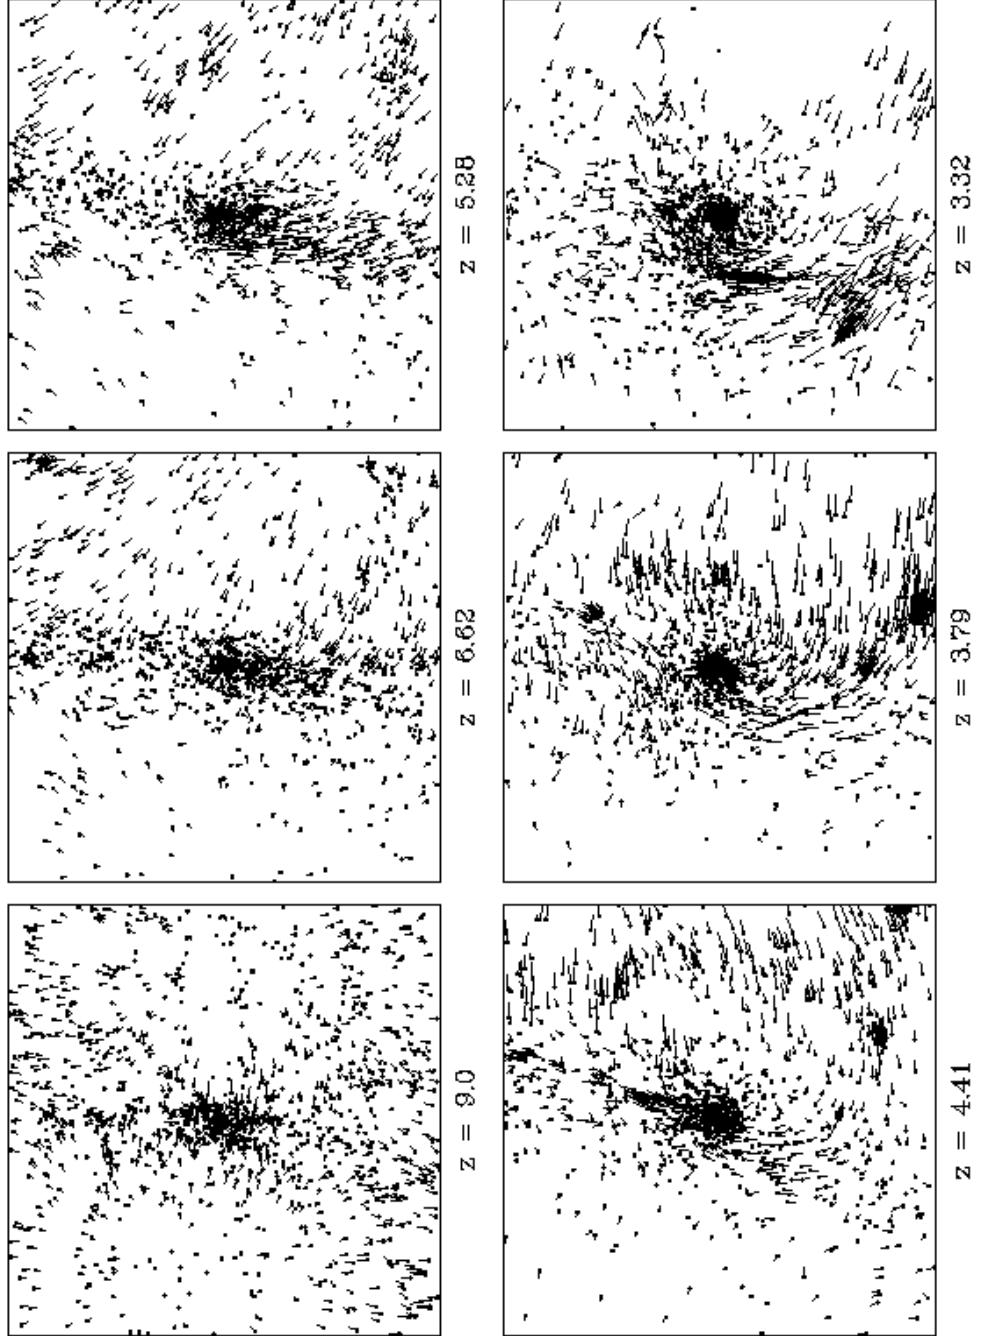 z = 9.0
z = 6.62
z = 5.28
z = 4.41
z = 3.79
z = 3.32